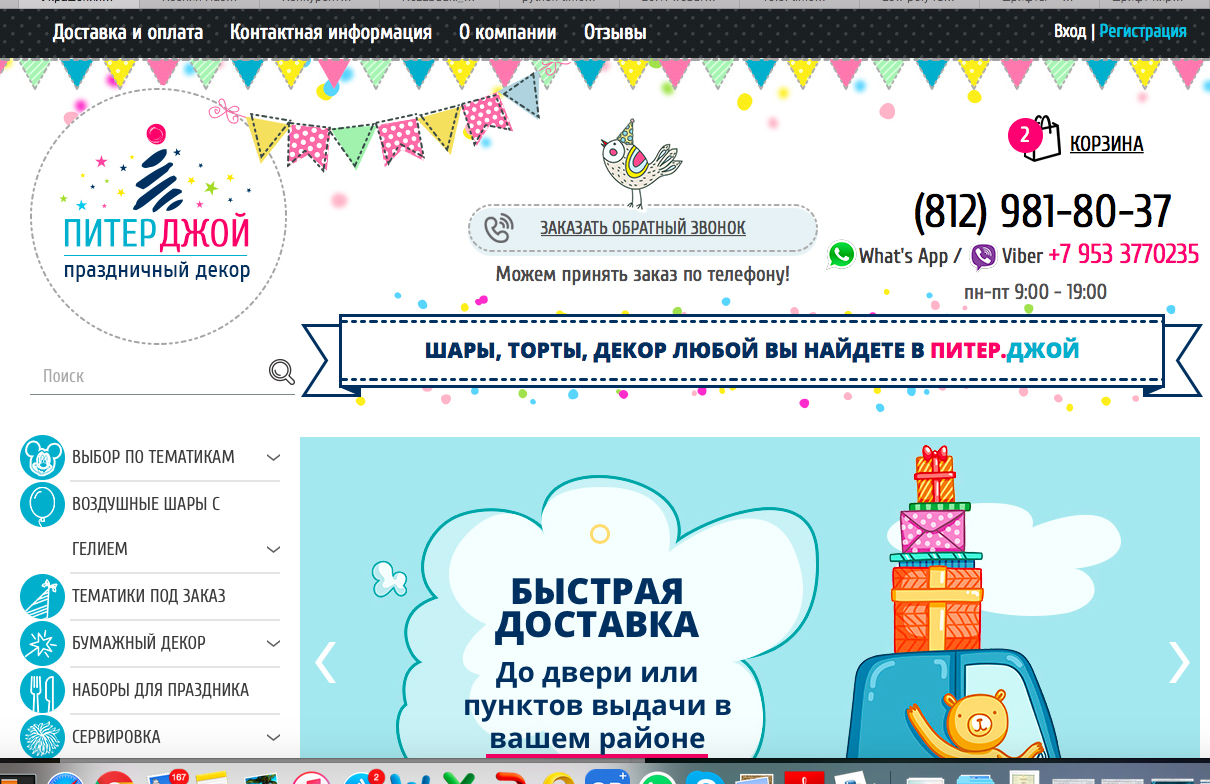 Доставка и оплата Контактная информация О компании Отзывы
Вход | Регистрация
2 КОРЗИНА
ПИТЕРДЖОЙ
праздничный декор
ЗАКАЗАТЬ ОБРАТНЫЙ ЗВОНОК
Можем принять заказ по телефону!
(812) 981-80-37
What's App / Viber +7 953 3770235
пн-пт 9:00 - 19:00
ШАРЫ, ТОРТЫ, ДЕКОР ЛЮБОЙ ВЫ НАЙДЕТЕ В ПИТЕР.ДЖОЙ
Поиск
ВЫБОР ПО ТЕМАТИКАМ
ВОЗДУШНЫЕ ШАРЫ С
ГЕЛИЕМ
ТЕМАТИКИ ПОД ЗАКАЗ
БУМАЖНЫЙ ДЕКОР
НАБОРЫ ДЛЯ ПРАЗДНИКА
СЕРВИРОВКА
БЫСТРАЯ
ДОСТАВКА
До двери или
пунктов выдачи в
вашем районе
167
2